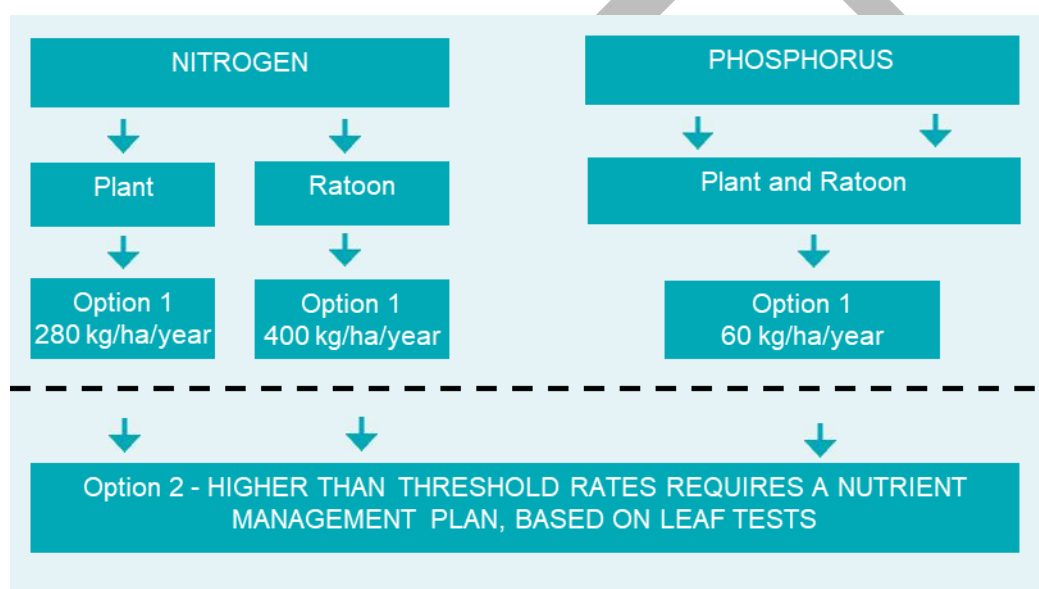 NITROGEN
PHOSPHORUS
Plant
Ratoon
Plant and Ratoon
Option 1
280 kg/ha/year
Option 1
400 kg/ha/year
Option 1
60 kg/ha/year
Option 2 - HIGHER THAN THRESHOLD RATES REQUIRES A NUTRIENT
MANAGEMENT PLAN, BASED ON LEAF TESTS